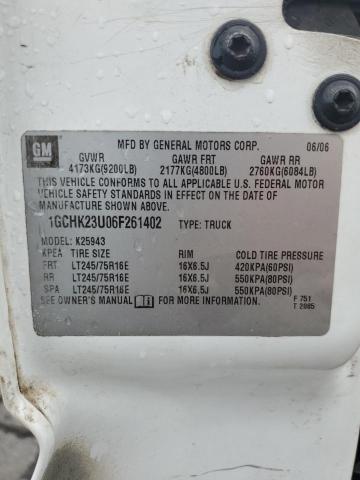 GM
MFD BY GENERAL MOTORS CORP. 06/06
GVWR GAWR FRT GAWR RR
4173KG(9200LB) 2177KG(4800LB) 2760KG(6084LB)
THIS VEHICLE CONFORMS TO ALL APPLICABLE U.S. FEDERAL MOTOR
VEHICLE SAFETY STANDARDS IN EFFECT ON THE DATE OF
MANUFACTURE SHOWN ABOVE.
1GCHK23U06F261402 TYPE: TRUCK
MODEL: K25943
KPEA TIRE SIZE RIM COLD TIRE PRESSURE
FRT LT245/75R16E 16X6.5J 420KPA(60PSI)
RR LT245/75R16E 16X6.5J 550KPA(80PSI)
SPA LT245/75R16E 16X6.5J 550KPA(80PSI)
SEE OWNER'S MANUAL FOR MORE INFORMATION. F 751
T 2085